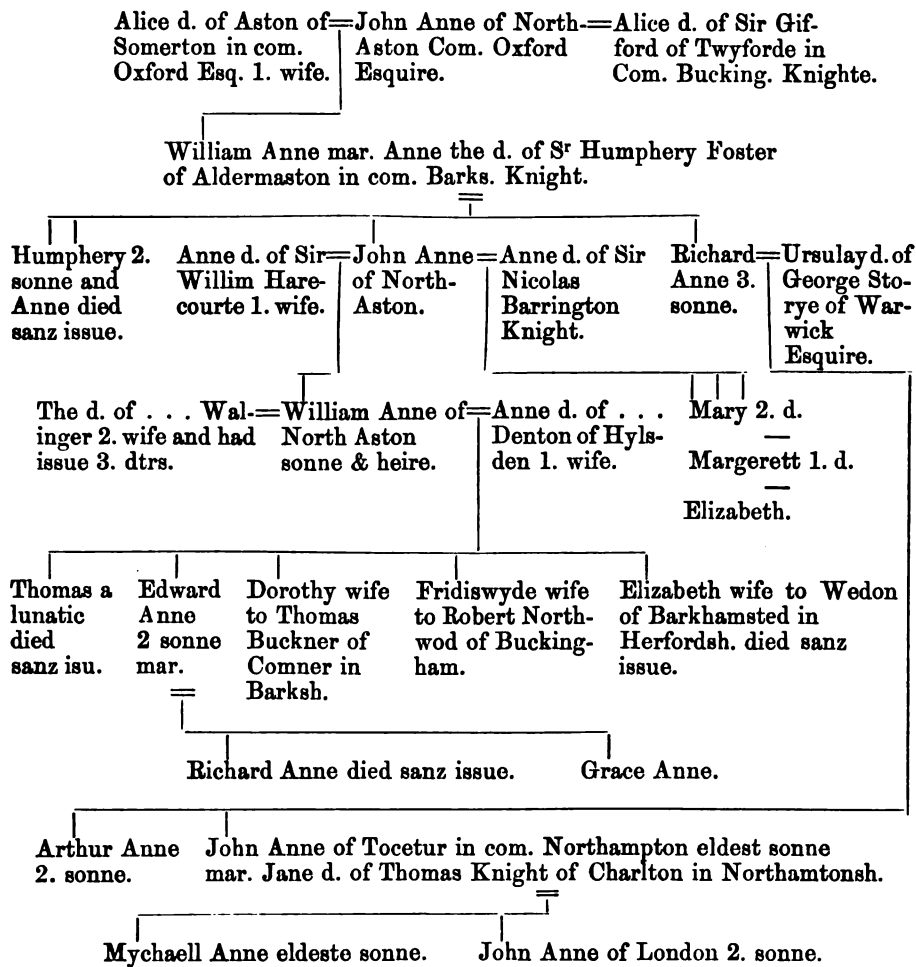 Alice d. of Aston of=John Anne of North-=Alice d. of Sir Gif-
Somerton in com. Aston Com. Oxford ford of Twyforde in
Oxford Esq. 1. wife. Esquire. Com. Bucking. Knighte.
William Anne mar. Anne the d. of Sʳ Humphery Foster
of Aldermaston in com. Barks. Knight.
Humphery 2.
sonne and
Anne died
sanz issue.
Anne d. of Sir=
Willim Hare-
courte 1. wife.
John Anne=
of North-
Aston.
Anne d. of Sir
Nicolas
Barrington
Knight.
Richard=
Anne 3.
sonne.
Ursulay d. of
George Sto-
rye of War-
wick
Esquire.
The d. of . . . Wal-=
inger 2. wife and had
issue 3. dtrs.
William Anne of=
North Aston
sonne & heire.
Anne d. of . . .
Denton of Hyls-
den 1. wife.
Mary 2. d.
Margerett 1. d.
Elizabeth.
Thomas a
lunatic
died
sanz isu.
Edward
Anne
2 sonne
mar.
Dorothy wife
to Thomas
Buckner of
Comner in
Barksh.
Fridiswyde wife
to Robert North-
wod of Bucking-
ham.
Elizabeth wife to Wedon
of Barkhamsted in
Herfordsh. died sanz
issue.
Richard Anne died sanz issue.
Grace Anne.
Arthur Anne
2. sonne.
John Anne of Tocetur in com. Northampton eldest sonne
mar. Jane d. of Thomas Knight of Charlton in Northamtonsh.
Mychaell Anne eldeste sonne.
John Anne of London 2. sonne.